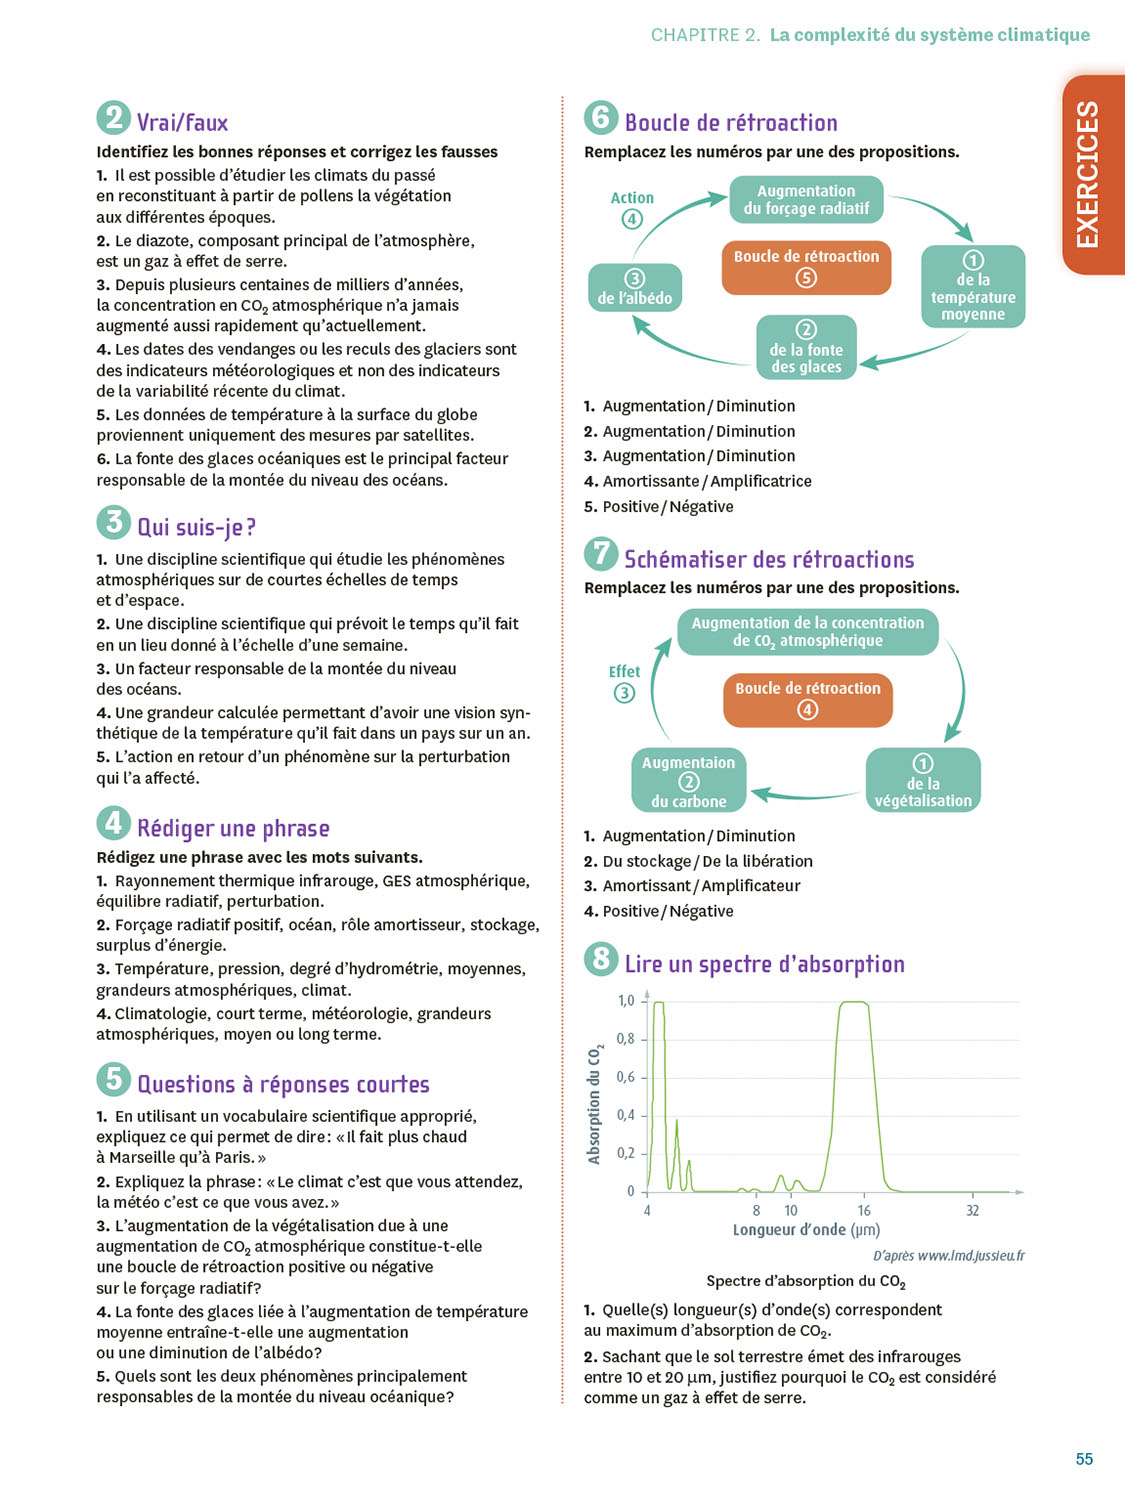 CHAPITRE 2. La complexité du système climatique
EXERCICES
2 Vrai/faux
Identifiez les bonnes réponses et corrigez les fausses
1. Il est possible d'étudier les climats du passé
en reconstituant à partir de pollens la végétation
aux différentes époques.
2. Le diazote, composant principal de l'atmosphère,
est un gaz à effet de serre.
3. Depuis plusieurs centaines de milliers d'années,
la concentration en CO₂ atmosphérique n'a jamais
augmenté aussi rapidement qu'actuellement.
4. Les dates des vendanges ou les reculs des glaciers sont
des indicateurs météorologiques et non des indicateurs
de la variabilité récente du climat.
5. Les données de température à la surface du globe
proviennent uniquement des mesures par satellites.
6. La fonte des glaces océaniques est le principal facteur
responsable de la montée du niveau des océans.
3 Qui suis-je ?
1. Une discipline scientifique qui étudie les phénomènes
atmosphériques sur de courtes échelles de temps
et d'espace.
2. Une discipline scientifique qui prévoit le temps qu'il fait
en un lieu donné à l'échelle d'une semaine.
3. Un facteur responsable de la montée du niveau
des océans.
4. Une grandeur calculée permettant d'avoir une vision syn-
thétique de la température qu'il fait dans un pays sur un an.
5. L'action en retour d'un phénomène sur la perturbation
qui l'a affecté.
4 Rédiger une phrase
Rédigez une phrase avec les mots suivants.
1. Rayonnement thermique infrarouge, GES atmosphérique,
équilibre radiatif, perturbation.
2. Forçage radiatif positif, océan, rôle amortisseur, stockage,
surplus d'énergie.
3. Température, pression, degré d'hydrométrie, moyennes,
grandeurs atmosphériques, climat.
4. Climatologie, court terme, météorologie, grandeurs
atmosphériques, moyen ou long terme.
5 Questions à réponses courtes
1. En utilisant un vocabulaire scientifique approprié,
expliquez ce qui permet de dire : « Il fait plus chaud
à Marseille qu'à Paris. »
2. Expliquez la phrase : « Le climat c'est que vous attendez,
la météo c'est ce que vous avez. »
3. L'augmentation de la végétalisation due à une
augmentation de CO₂ atmosphérique constitue-t-elle
une boucle de rétroaction positive ou négative
sur le forçage radiatif ?
4. La fonte des glaces liée à l'augmentation de température
moyenne entraîne-t-elle une augmentation
ou une diminution de l'albédo ?
5. Quels sont les deux phénomènes principalement
responsables de la montée du niveau océanique ?
6 Boucle de rétroaction
Remplacez les numéros par une des propositions.
Action
4
Augmentation
du forçage radiatif
Boucle de rétroaction
5
1
de la
température
moyenne
3
de l'albédo
2
de la fonte
des glaces
1. Augmentation / Diminution
2. Augmentation / Diminution
3. Augmentation / Diminution
4. Amortissante / Amplificatrice
5. Positive / Négative
7 Schématiser des rétroactions
Remplacez les numéros par une des propositions.
Augmentation de la concentration
de CO₂ atmosphérique
Effet
3
Boucle de rétroaction
4
Augmentaion
2
du carbone
1
de la
végétalisation
1. Augmentation / Diminution
2. Du stockage / De la libération
3. Amortissant / Amplificateur
4. Positive / Négative
8 Lire un spectre d'absorption
Absorption du CO₂
1,0
0,8
0,6
0,4
0,2
0
4 8 10 16 32
Longueur d'onde (µm)
D'après www.lmd.jussieu.fr
Spectre d'absorption du CO₂
1. Quelle(s) longueur(s) d'onde(s) correspondent
au maximum d'absorption de CO₂.
2. Sachant que le sol terrestre émet des infrarouges
entre 10 et 20 µm, justifiez pourquoi le CO₂ est considéré
comme un gaz à effet de serre.
55